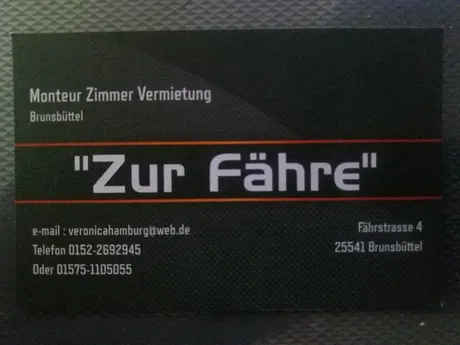 Monteur Zimmer Vermietung
Brunsbüttel
"Zur Fähre"
e-mail : veronicahamburg@web.de
Telefon 0152-2692945
Oder 01575-1105055
Fährstrasse 4
25541 Brunsbüttel